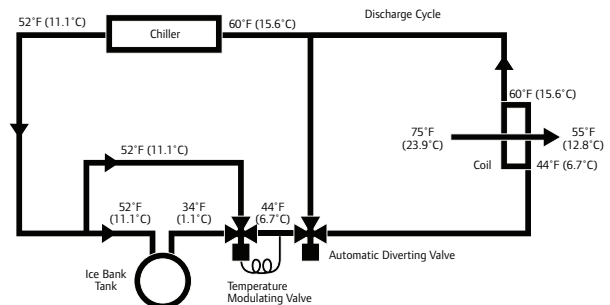 52˚F (11.1˚C)
Chiller
60˚F (15.6˚C)
Discharge Cycle
60˚F (15.6˚C)
75˚F
(23.9˚C)
55˚F
(12.8˚C)
Coil
44˚F (6.7˚C)
52˚F (11.1˚C)
52˚F
(11.1˚C)
34˚F
(1.1˚C)
44˚F
(6.7˚C)
Automatic Diverting Valve
Ice Bank
Tank
Temperature
Modulating Valve